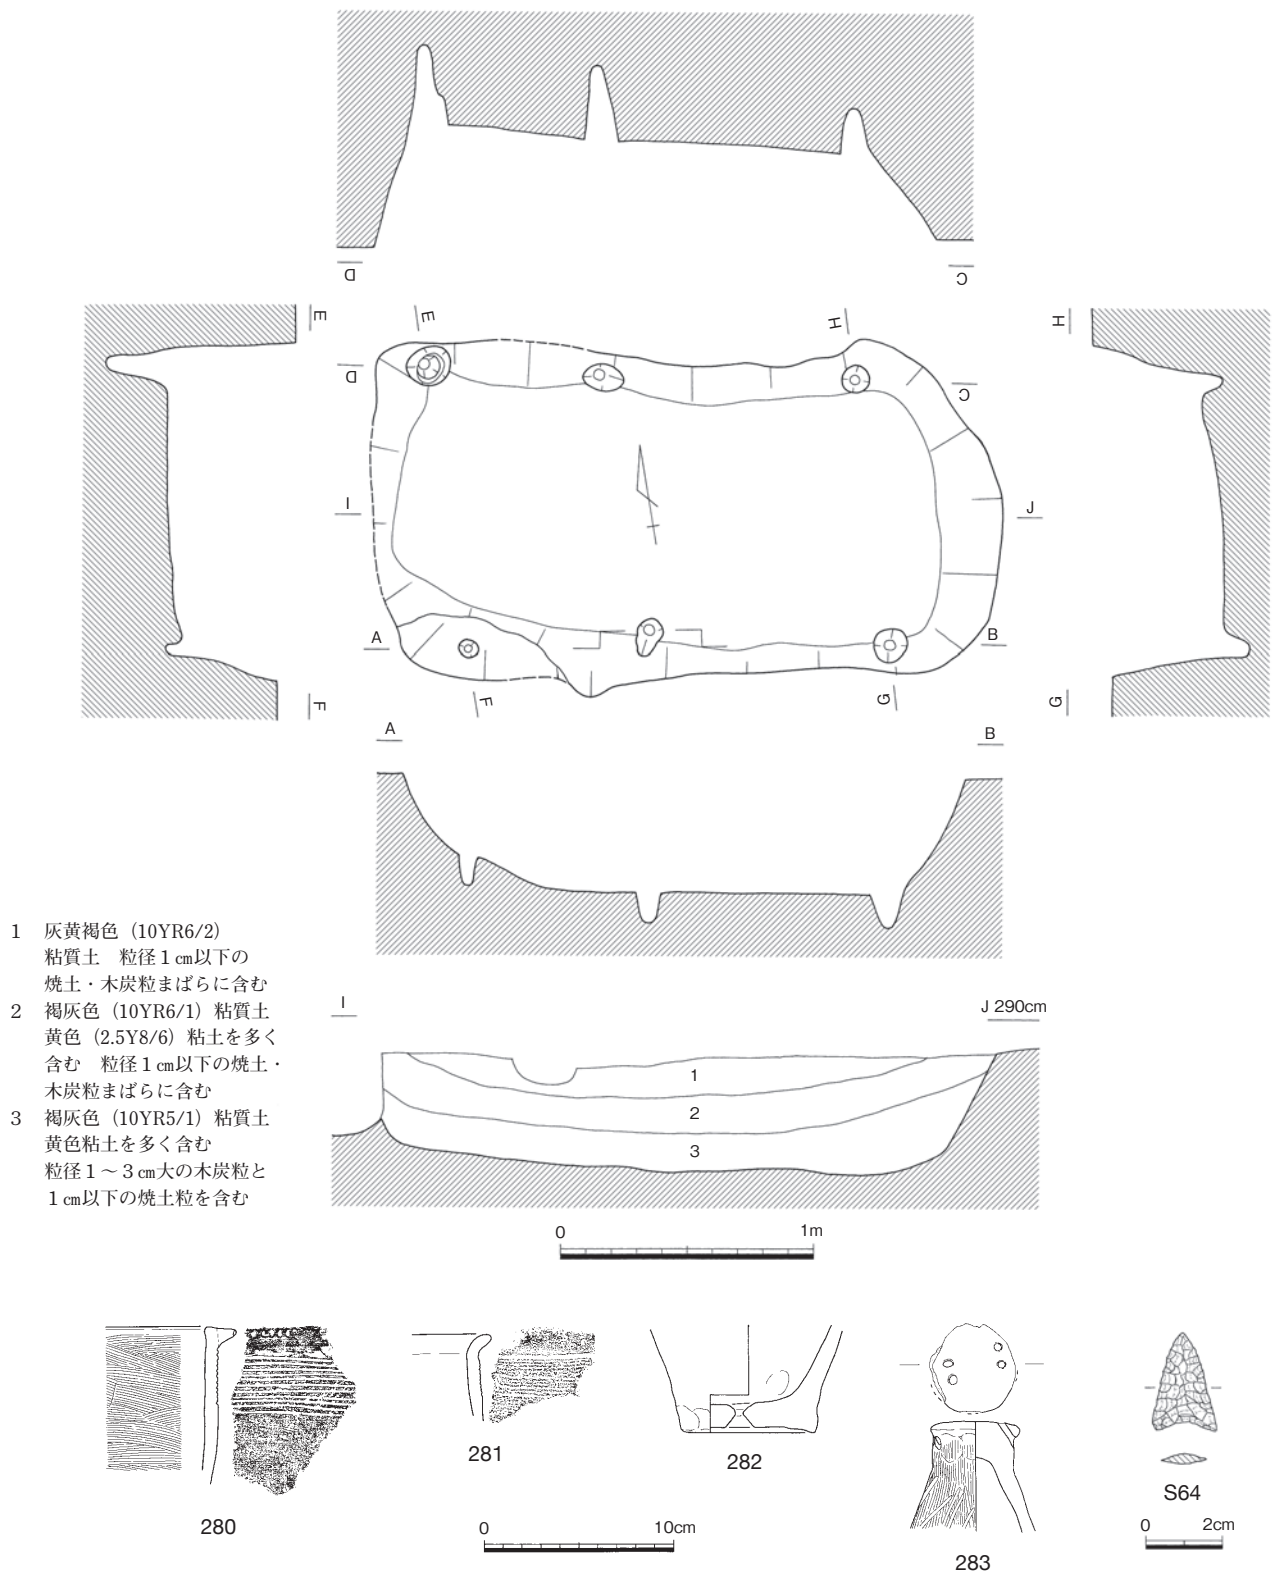 D
C
E
E
H
H
D
C
I
J
A
B
F
F
G
G
A
B
1 灰黄褐色（10YR6/2）
粘質土　粒径１㎝以下の
焼土・木炭粒まばらに含む
2 褐灰色（10YR6/1）粘質土
黄色（2.5Y8/6）粘土を多く
含む　粒径１㎝以下の焼土・
木炭粒まばらに含む
3 褐灰色（10YR5/1）粘質土
黄色粘土を多く含む
粒径１～３㎝大の木炭粒と
１㎝以下の焼土粒を含む
I
J 290cm
1
2
3
0 1m
280
281
282
283
S64
0 10cm
0 2cm